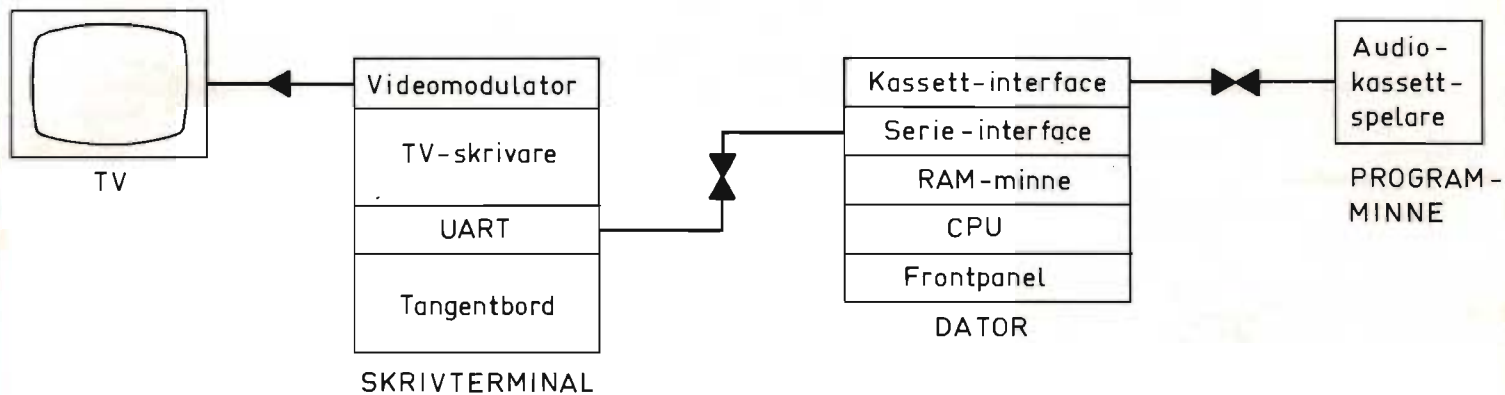 TV
Videomodulator
TV-skrivare
UART
Tangentbord
SKRIVTERMINAL
Kassett-interface
Serie-interface
RAM-minne
CPU
Frontpanel
DATOR
Audio-
kassett-
spelare
PROGRAM-
MINNE